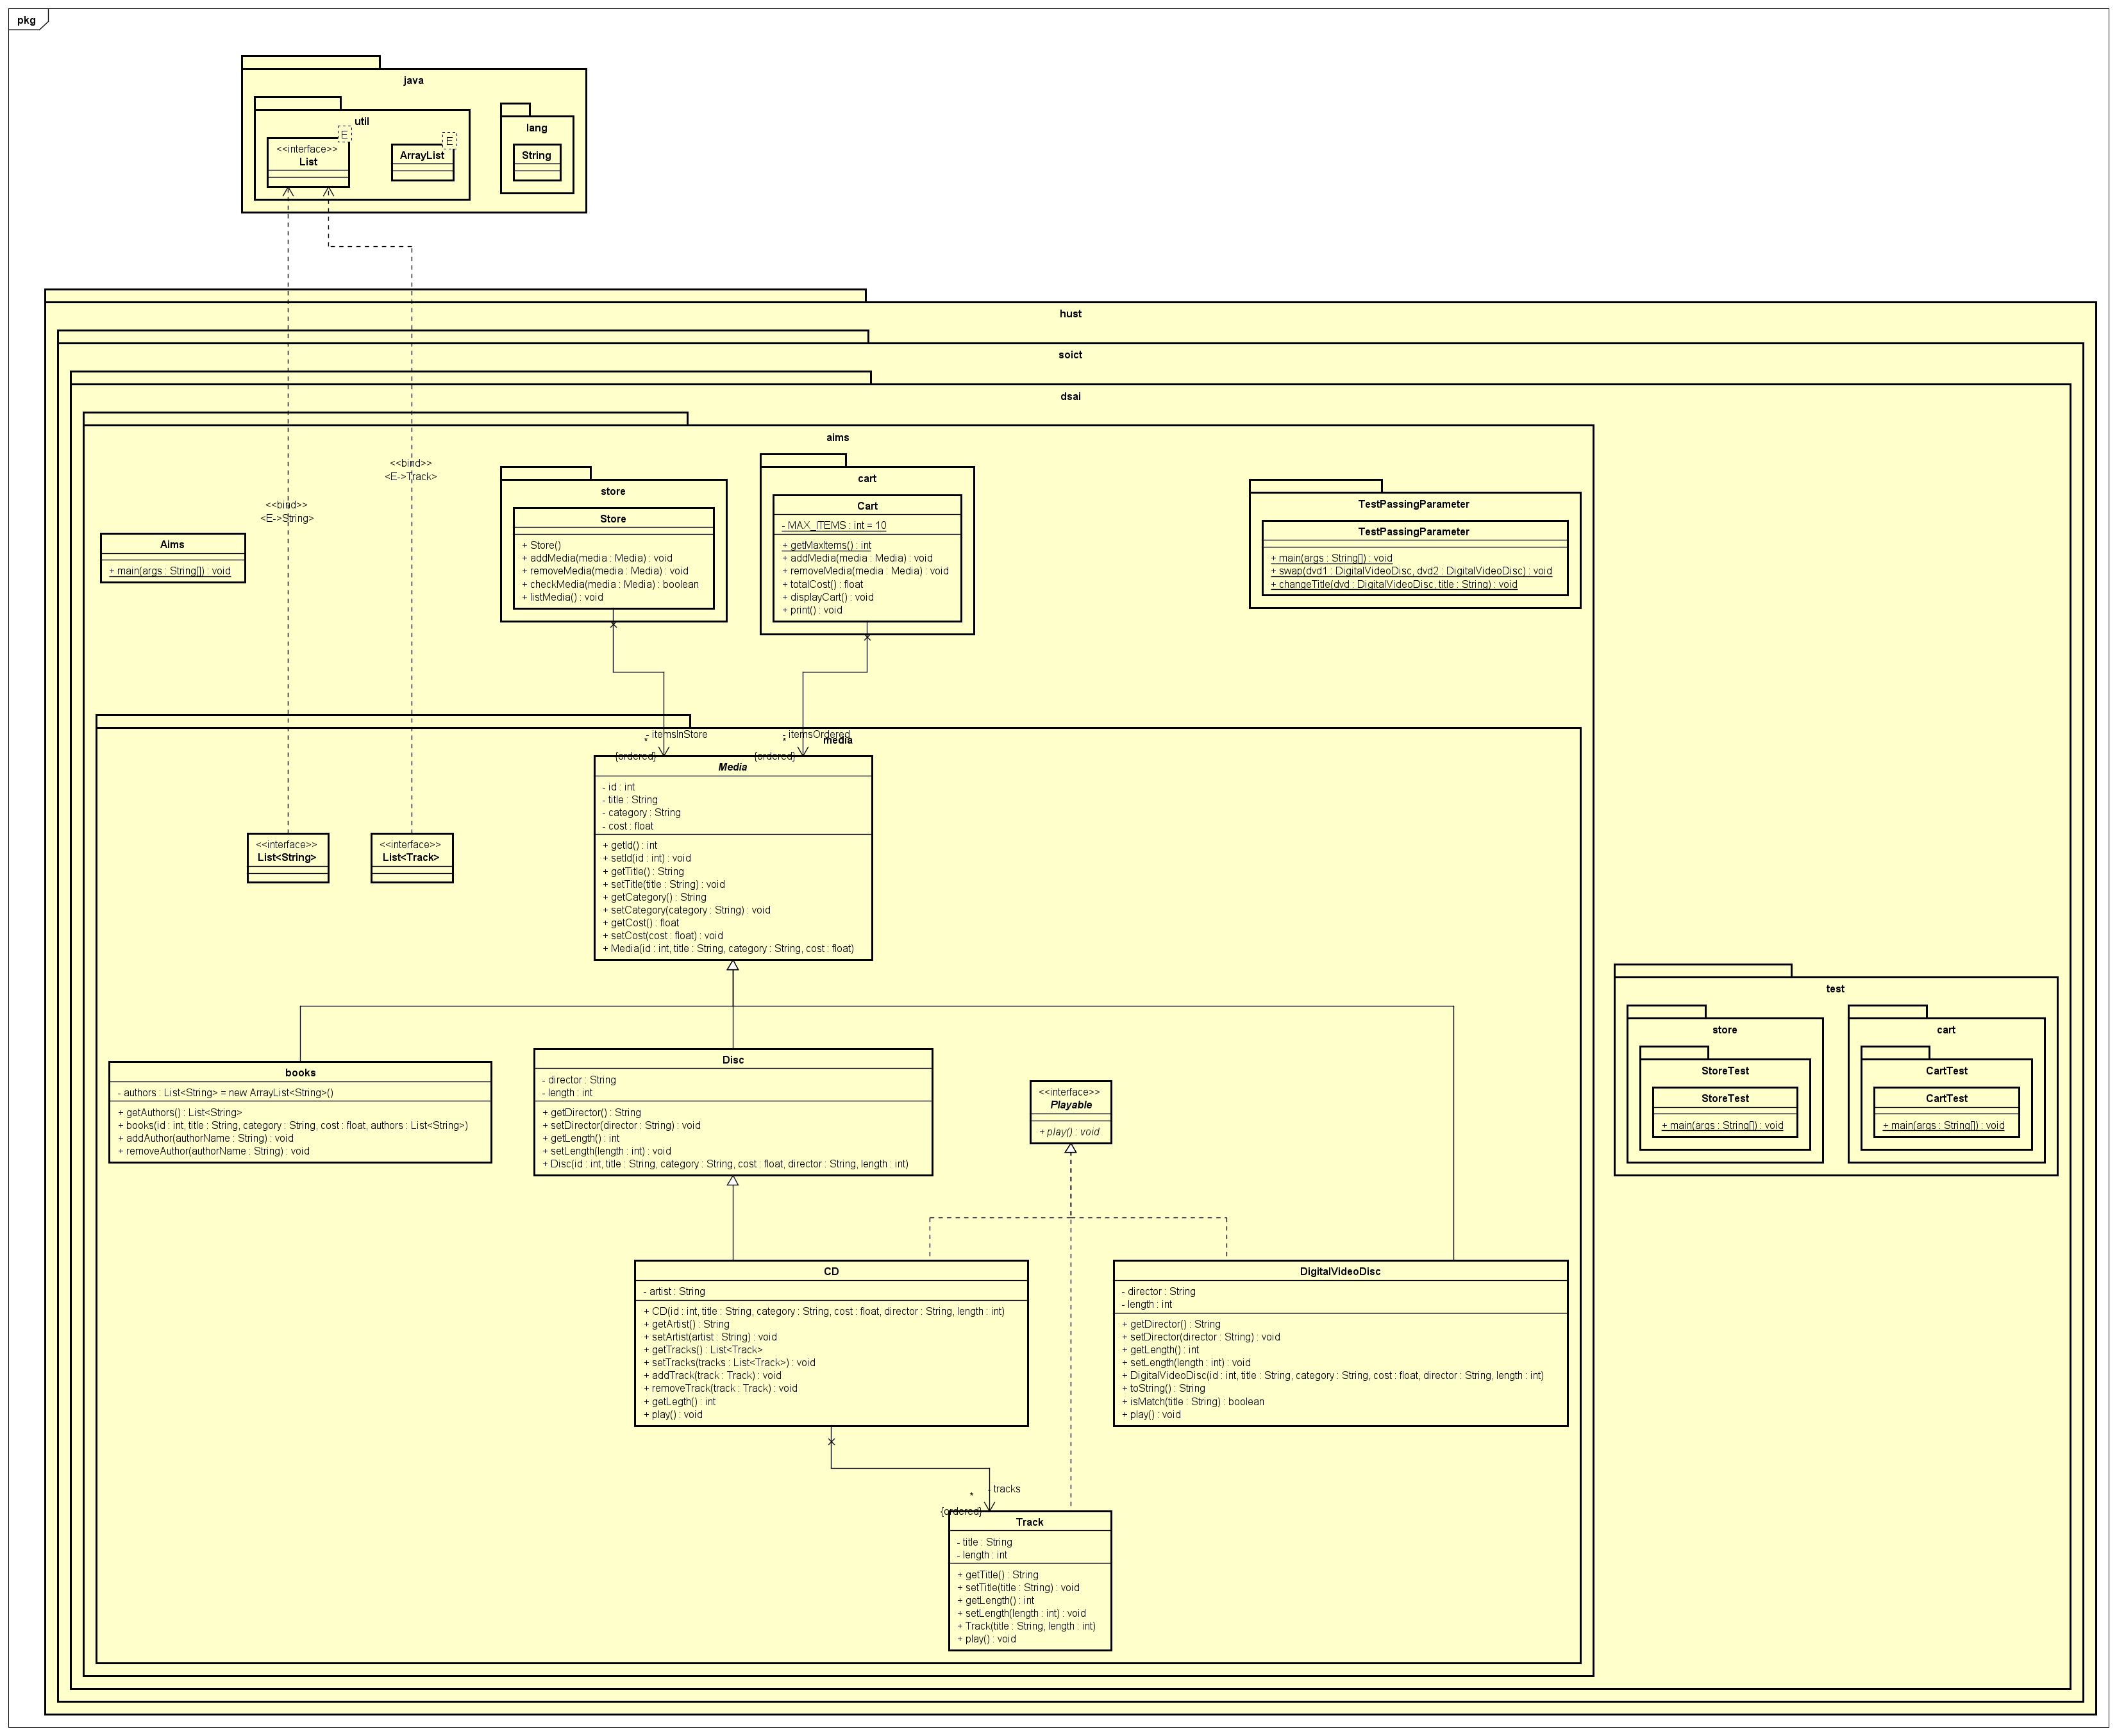 pkg
java
util
E
<<interface>>
List
E
ArrayList
lang
String
hust
soict
dsai
aims
<<bind>>
<E->String>
<<bind>>
<E->Track>
Aims
+ main(args : String[]) : void
store
Store
+ Store()
+ addMedia(media : Media) : void
+ removeMedia(media : Media) : void
+ checkMedia(media : Media) : boolean
+ listMedia() : void
cart
Cart
- MAX_ITEMS : int = 10
+ getMaxItems() : int
+ addMedia(media : Media) : void
+ removeMedia(media : Media) : void
+ totalCost() : float
+ displayCart() : void
+ print() : void
TestPassingParameter
TestPassingParameter
+ main(args : String[]) : void
+ swap(dvd1 : DigitalVideoDisc, dvd2 : DigitalVideoDisc) : void
+ changeTitle(dvd : DigitalVideoDisc, title : String) : void
media
- itemsInStore
*
{ordered}
- itemsOrdered
*
{ordered}
<<interface>>
List<String>
<<interface>>
List<Track>
Media
- id : int
- title : String
- category : String
- cost : float
+ getId() : int
+ setId(id : int) : void
+ getTitle() : String
+ setTitle(title : String) : void
+ getCategory() : String
+ setCategory(category : String) : void
+ getCost() : float
+ setCost(cost : float) : void
+ Media(id : int, title : String, category : String, cost : float)
books
- authors : List<String> = new ArrayList<String>()
+ getAuthors() : List<String>
+ books(id : int, title : String, category : String, cost : float, authors : List<String>)
+ addAuthor(authorName : String) : void
+ removeAuthor(authorName : String) : void
Disc
- director : String
- length : int
+ getDirector() : String
+ setDirector(director : String) : void
+ getLength() : int
+ setLength(length : int) : void
+ Disc(id : int, title : String, category : String, cost : float, director : String, length : int)
<<interface>>
Playable
+ play() : void
CD
- artist : String
+ CD(id : int, title : String, category : String, cost : float, director : String, length : int)
+ getArtist() : String
+ setArtist(artist : String) : void
+ getTracks() : List<Track>
+ setTracks(tracks : List<Track>) : void
+ addTrack(track : Track) : void
+ removeTrack(track : Track) : void
+ getLegth() : int
+ play() : void
DigitalVideoDisc
- director : String
- length : int
+ getDirector() : String
+ setDirector(director : String) : void
+ getLength() : int
+ setLength(length : int) : void
+ DigitalVideoDisc(id : int, title : String, category : String, cost : float, director : String, length : int)
+ toString() : String
+ isMatch(title : String) : boolean
+ play() : void
- tracks
*
{ordered}
Track
- title : String
- length : int
+ getTitle() : String
+ setTitle(title : String) : void
+ getLength() : int
+ setLength(length : int) : void
+ Track(title : String, length : int)
+ play() : void
test
store
StoreTest
StoreTest
+ main(args : String[]) : void
cart
CartTest
CartTest
+ main(args : String[]) : void